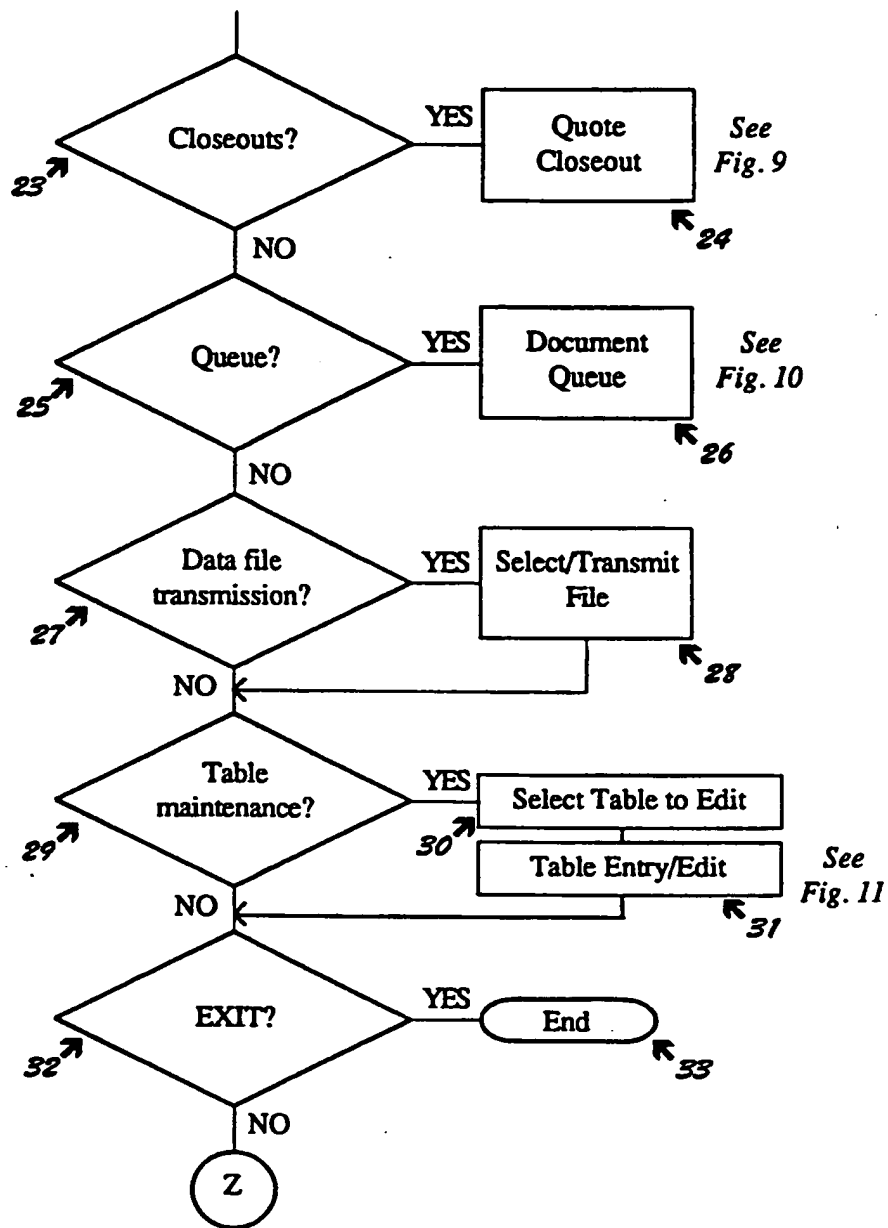 Closeouts?
YES
Quote
Closeout
See
Fig. 9
23
24
NO
Queue?
YES
Document
Queue
See
Fig. 10
25
26
NO
Data file
transmission?
YES
Select/Transmit
File
27
28
NO
Table
maintenance?
YES
Select Table to Edit
29
30
Table Entry/Edit
See
Fig. 11
31
NO
EXIT?
YES
End
32
33
NO
Z